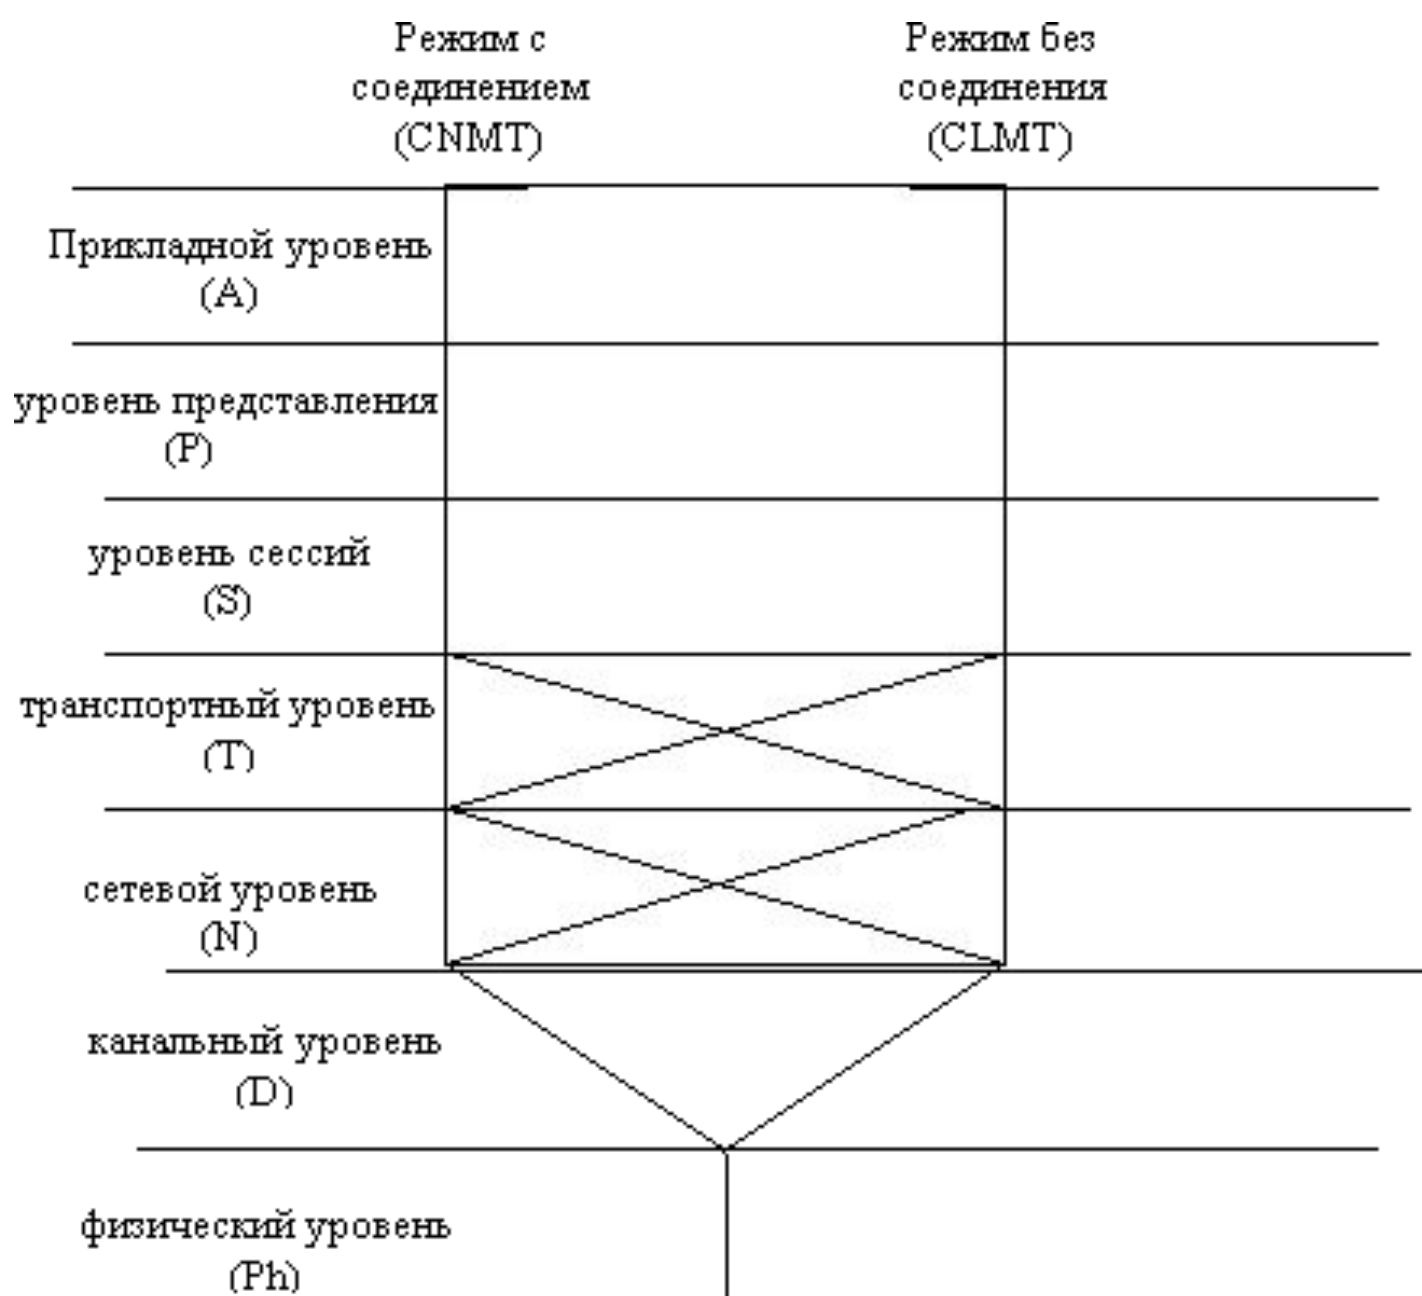 Режим с
соединением
(CNMT)
Режим без
соединения
(CLMT)
Прикладной уровень
(A)
уровень представления
(P)
уровень сессий
(S)
транспортный уровень
(T)
сетевой уровень
(N)
канальный уровень
(D)
физический уровень
(Ph)